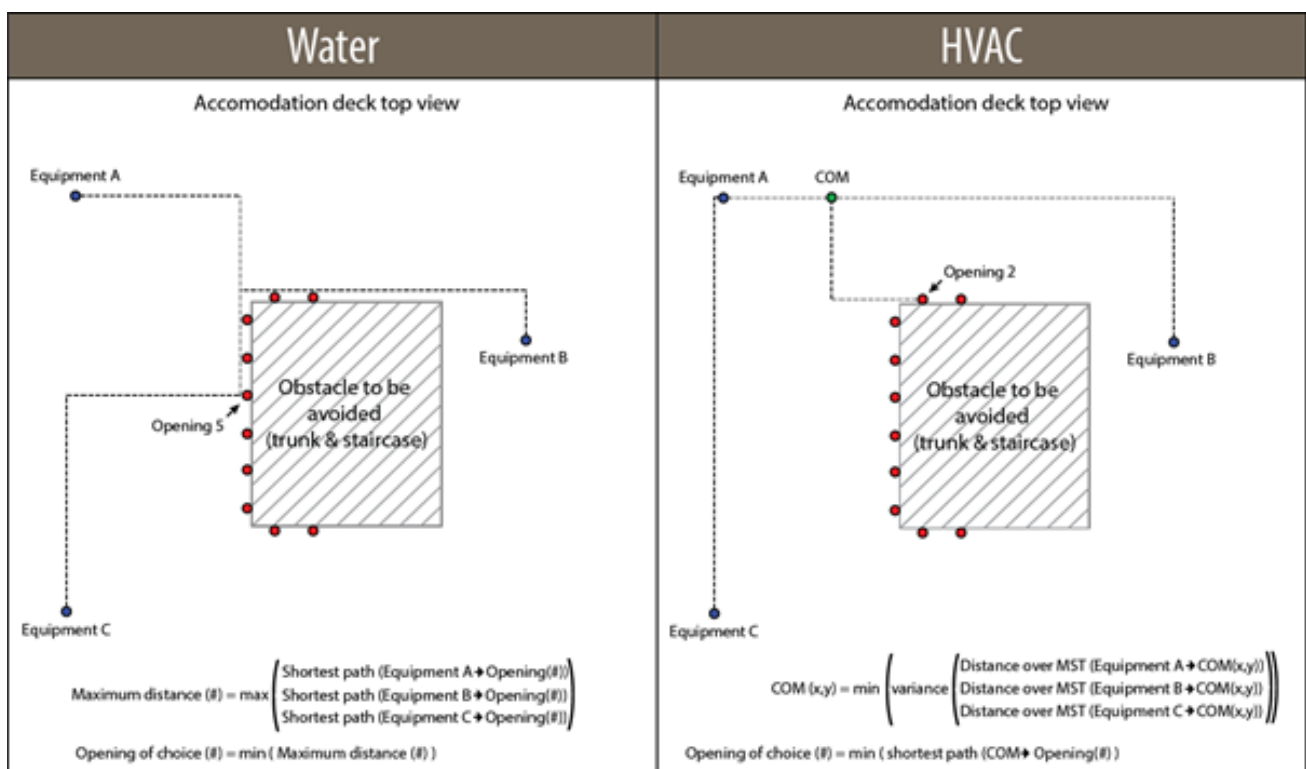 Water
Accomodation deck top view
Equipment A
Equipment B
Obstacle to be
avoided
(trunk & staircase)
Opening 5
Equipment C
Maximum distance (#) = max
Shortest path (Equipment A→Opening(#))
Shortest path (Equipment B→Opening(#))
Shortest path (Equipment C→Opening(#))
Opening of choice (#) = min ( Maximum distance (#) )
HVAC
Accomodation deck top view
Equipment A
COM
Opening 2
Equipment B
Obstacle to be
avoided
(trunk & staircase)
Equipment C
COM (x,y) = min ( variance
Distance over MST (Equipment A→COM(x,y))
Distance over MST (Equipment B→COM(x,y))
Distance over MST (Equipment C→COM(x,y))
Opening of choice (#) = min ( shortest path (COM→ Opening(#) )